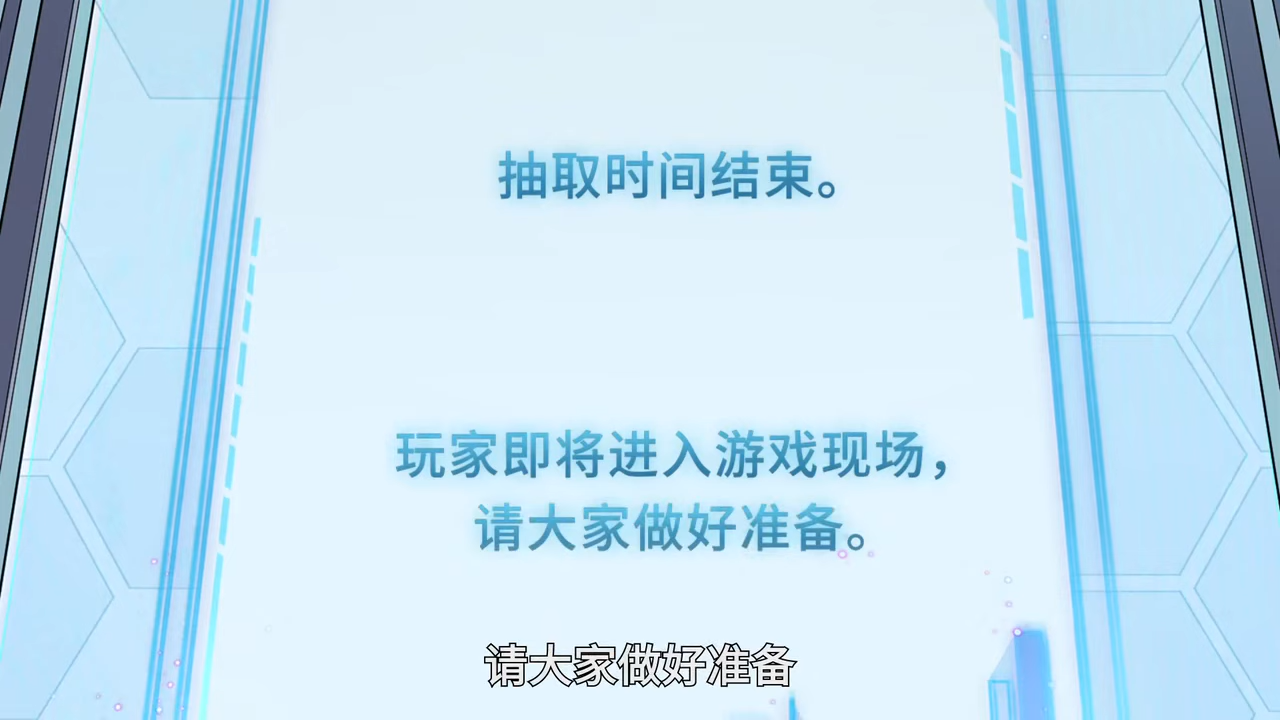 抽取时间结束。
玩家即将进入游戏现场，
请大家做好准备。
请大家做好准备